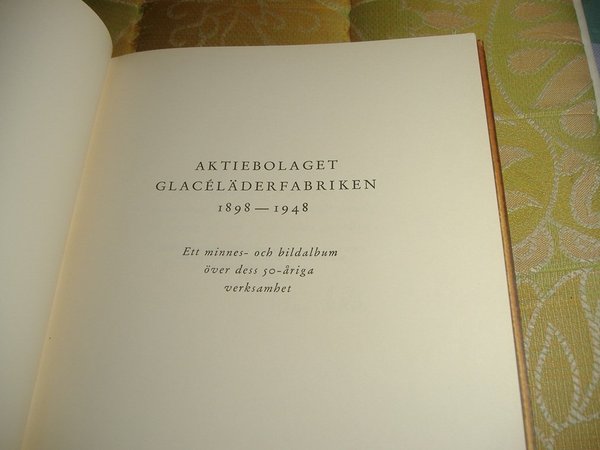 AKTIEBOLAGET
GLACÉLÄDERFABRIKEN
1898—1948
Ett minnes- och bildalbum
över dess 50-åriga
verksamhet